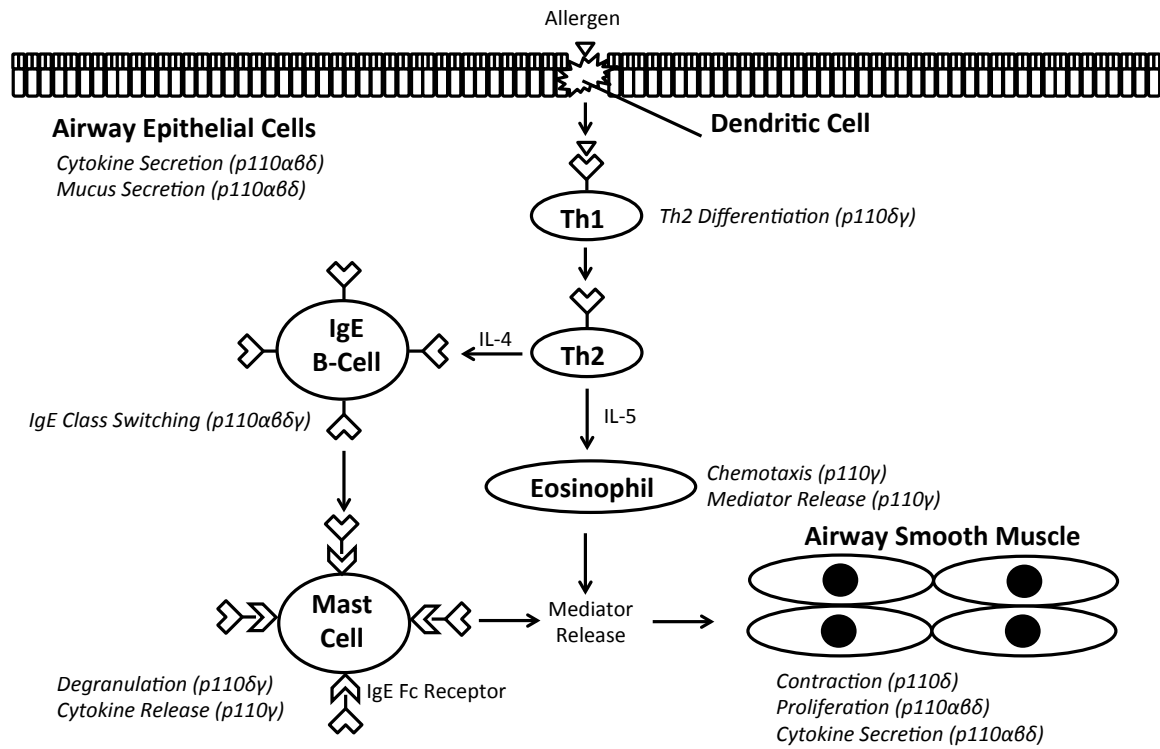 Allergen
Airway Epithelial Cells
Cytokine Secretion (p110αβδ)
Mucus Secretion (p110αβδ)
Dendritic Cell
Th1
Th2 Differentiation (p110δγ)
IgE
B-Cell
IL-4
Th2
IgE Class Switching (p110αβδγ)
IL-5
Eosinophil
Chemotaxis (p110γ)
Mediator Release (p110γ)
Airway Smooth Muscle
Mast
Cell
Mediator
Release
Degranulation (p110δγ)
Cytokine Release (p110γ)
IgE Fc Receptor
Contraction (p110δ)
Proliferation (p110αβδ)
Cytokine Secretion (p110αβδ)